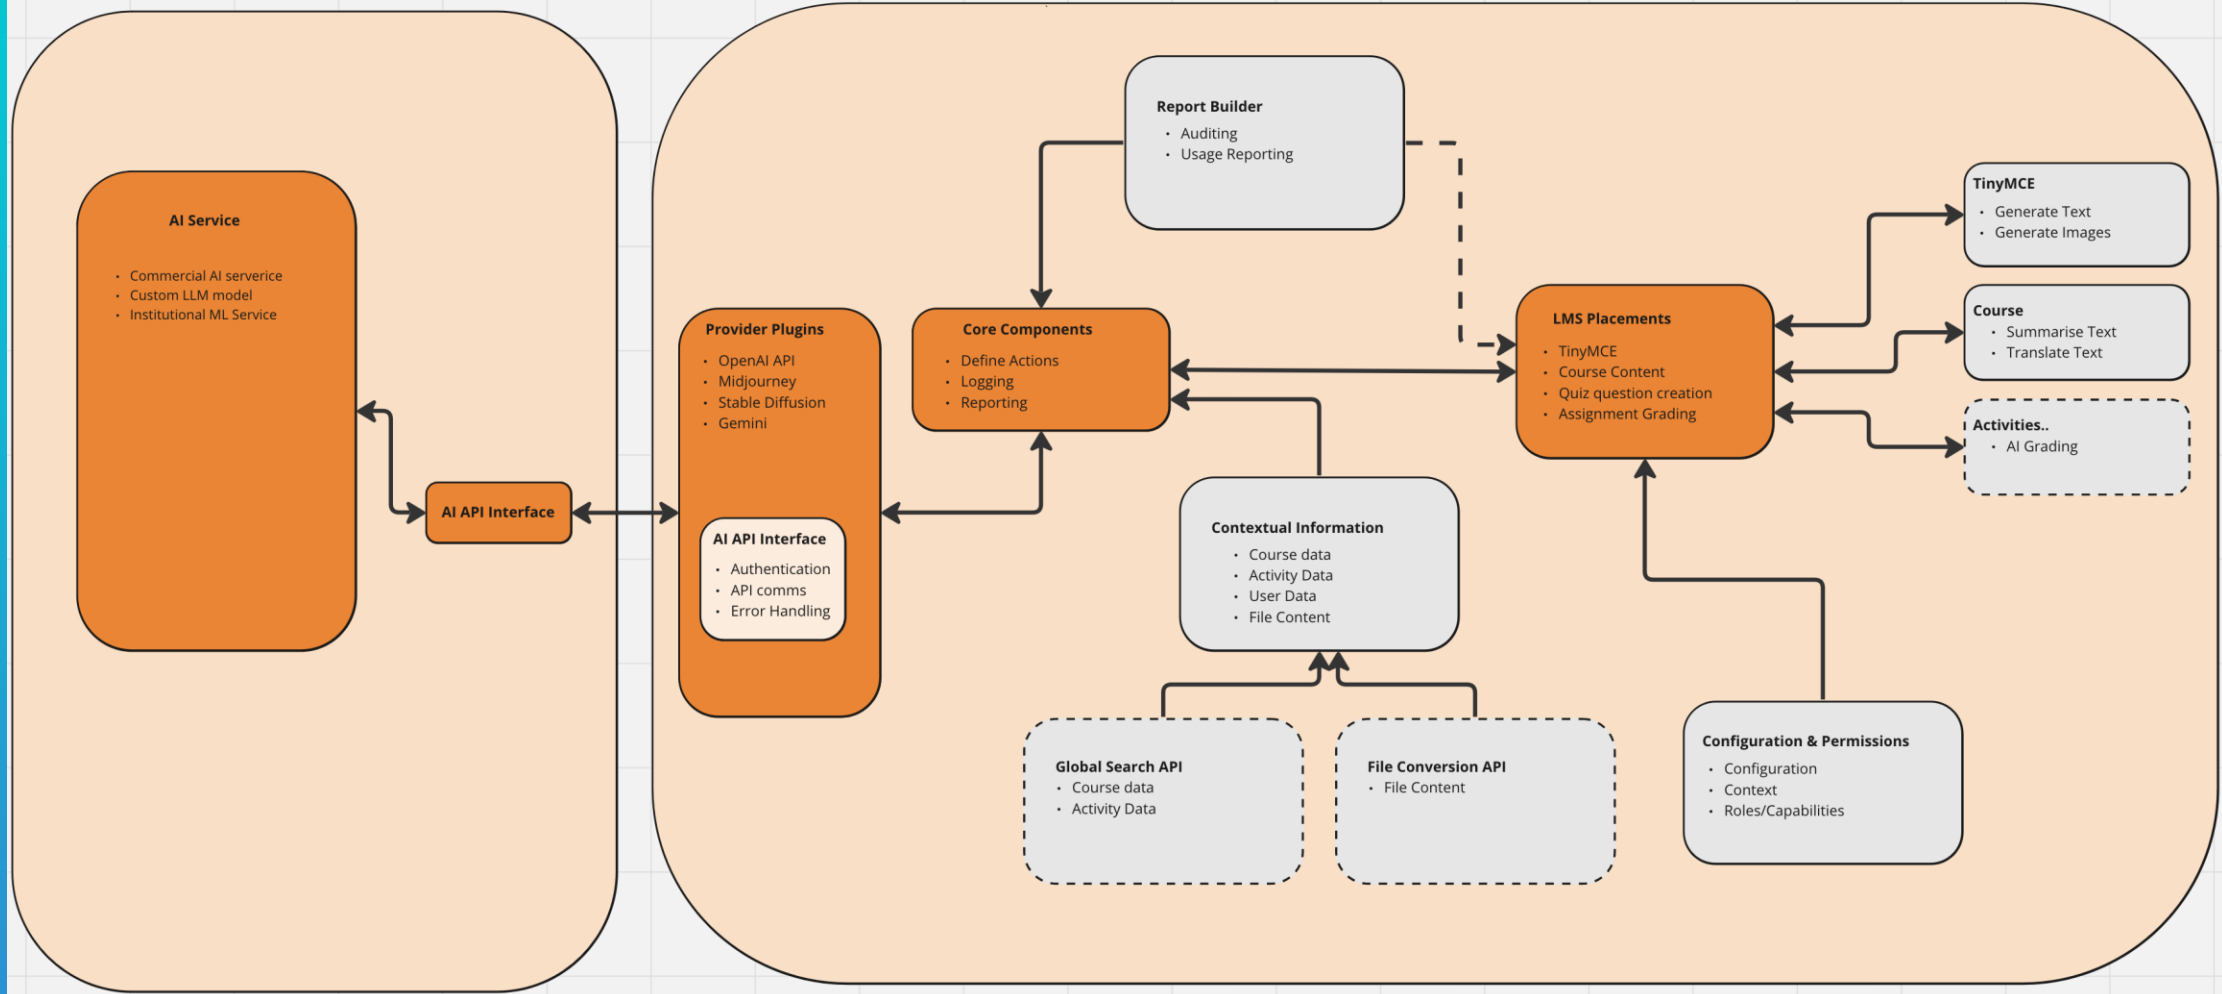 AI Service
• Commercial AI serverice
• Custom LLM model
• Institutional ML Service
AI API Interface
Provider Plugins
• OpenAI API
• Midjourney
• Stable Diffusion
• Gemini
AI API Interface
• Authentication
• API comms
• Error Handling
Report Builder
• Auditing
• Usage Reporting
Core Components
• Define Actions
• Logging
• Reporting
Contextual Information
• Course data
• Activity Data
• User Data
• File Content
Global Search API
• Course data
• Activity Data
File Conversion API
• File Content
LMS Placements
• TinyMCE
• Course Content
• Quiz question creation
• Assignment Grading
TinyMCE
• Generate Text
• Generate Images
Course
• Summarise Text
• Translate Text
Activities..
• AI Grading
Configuration & Permissions
• Configuration
• Context
• Roles/Capabilities